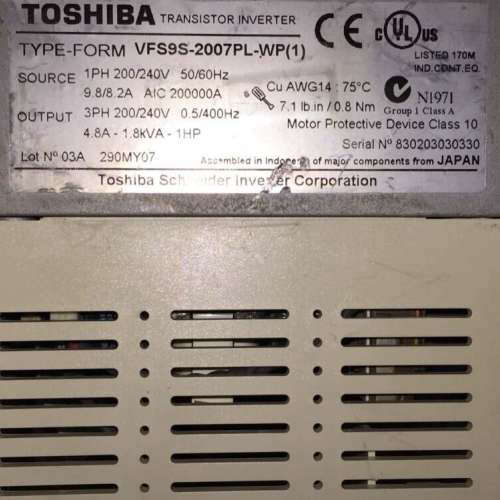 TOSHIBA TRANSISTOR INVERTER
TYPE-FORM VFS9S-2007PL-WP(1)
SOURCE 1PH 200/240V 50/60Hz
9.8/8.2A AIC 200000A
OUTPUT 3PH 200/240V 0.5/400Hz
4.8A - 1.8kVA - 1HP
Cu AWG14 : 75°C
7.1 lb.in / 0.8 Nm
CE C UL US
LISTED 170M
IND.CONT.EQ.
N1971
Group 1 Class A
Motor Protective Device Class 10
Serial Nº 830203030330
Lot Nº 03A 290MY07
Assembled in Indonesia of major components from JAPAN
Toshiba Schneider Inverter Corporation